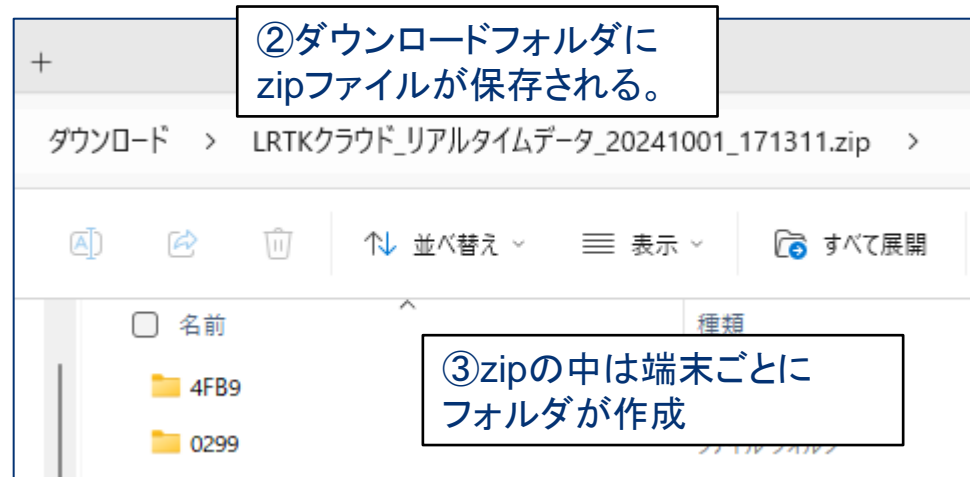 ②ダウンロードフォルダに
zipファイルが保存される。
+
ダウンロード > LRTKクラウド_リアルタイムデータ_20241001_171311.zip >
並べ替え 表示 すべて展開
名前 種類
③zipの中は端末ごとに
フォルダが作成
4FB9
0299